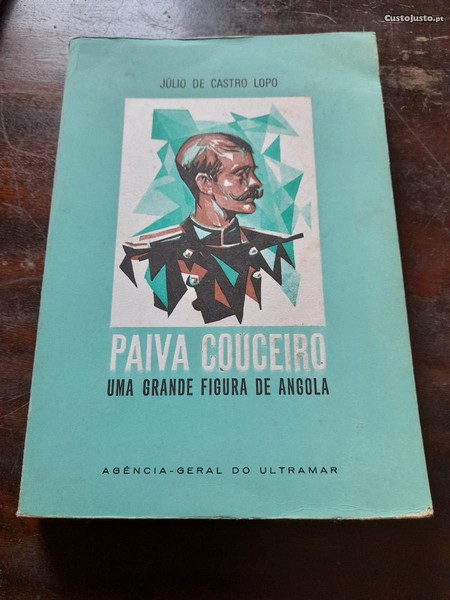 CustoJusto.pt
JÚLIO DE CASTRO LOPO
PAIVA COUCEIRO
UMA GRANDE FIGURA DE ANGOLA
AGÊNCIA-GERAL DO ULTRAMAR